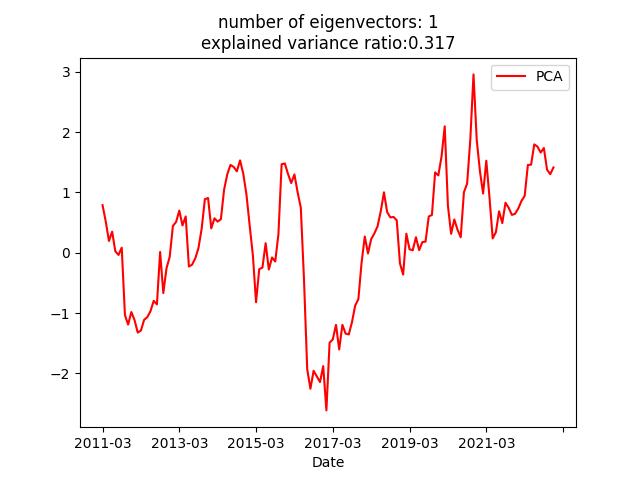 number of eigenvectors: 1
explained variance ratio:0.317
PCA
3
2
1
0
−1
−2
2011-03 2013-03 2015-03 2017-03 2019-03 2021-03
Date